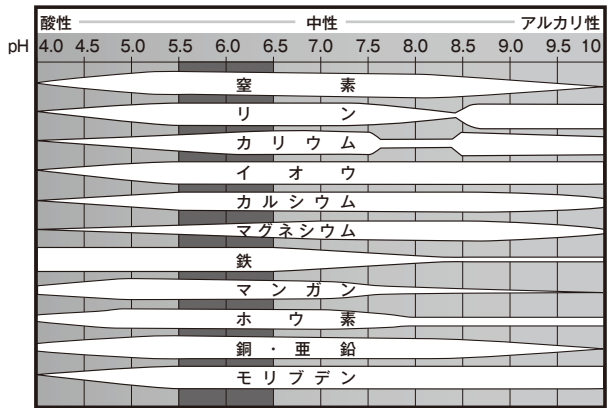 酸性 中性 アルカリ性
pH 4.0 4.5 5.0 5.5 6.0 6.5 7.0 7.5 8.0 8.5 9.0 9.5 10
窒素
リン
カリウム
イオウ
カルシウム
マグネシウム
鉄
マンガン
ホウ素
銅・亜鉛
モリブデン